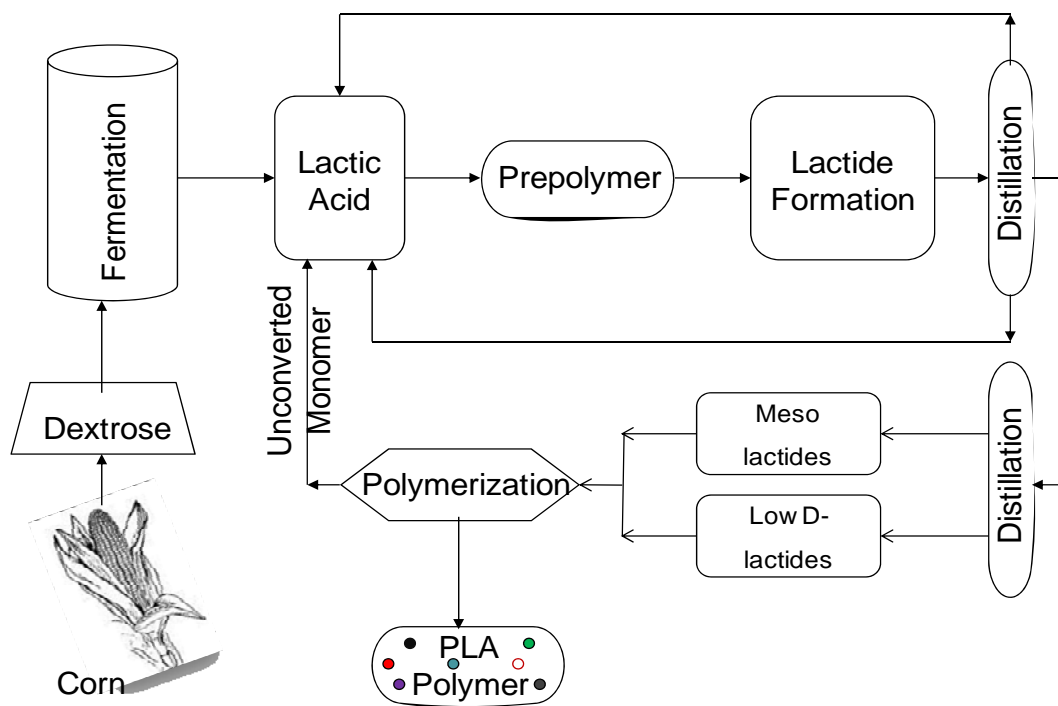 Fermentation
Lactic
Acid
Prepolymer
Lactide
Formation
Distillation
Unconverted
Monomer
Dextrose
Meso
lactides
Polymerization
Low D-
lactides
Distillation
PLA
Polymer
Corn